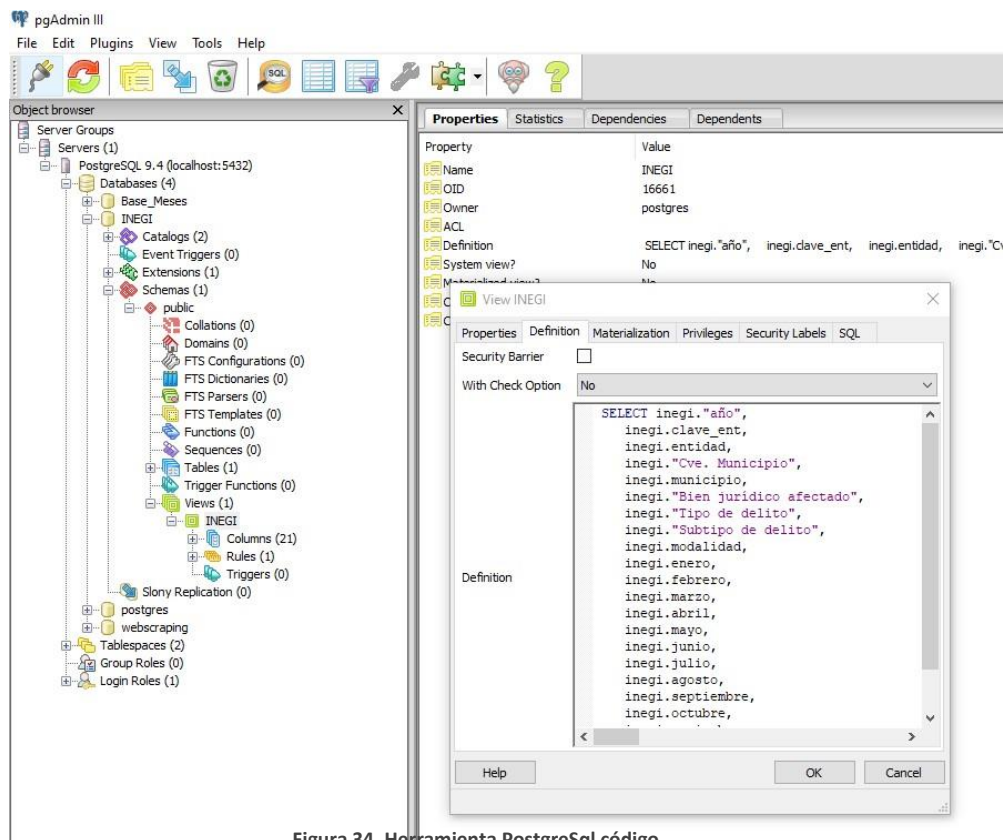 pgAdmin III
File Edit Plugins View Tools Help
SQL
Object browser
Server Groups
Servers (1)
PostgreSQL 9.4 (localhost:5432)
Databases (4)
Base_Meses
INEGI
Catalogs (2)
Event Triggers (0)
Extensions (1)
Schemas (1)
public
Collations (0)
Domains (0)
FTS Configurations (0)
FTS Dictionaries (0)
FTS Parsers (0)
FTS Templates (0)
Functions (0)
Sequences (0)
Tables (1)
Trigger Functions (0)
Views (1)
INEGI
Columns (21)
Rules (1)
Triggers (0)
Slony Replication (0)
postgres
webscraping
Tablespaces (2)
Group Roles (0)
Login Roles (1)
Properties Statistics Dependencies Dependents
Property Value
Name INEGI
OID 16661
Owner postgres
ACL
Definition SELECT inegi."año", inegi.clave_ent, inegi.entidad, inegi."Cv
System view? No
View INEGI
Properties Definition Materialization Privileges Security Labels SQL
Security Barrier
With Check Option No
Definition
SELECT inegi."año",
inegi.clave_ent,
inegi.entidad,
inegi."Cve. Municipio",
inegi.municipio,
inegi."Bien jurídico afectado",
inegi."Tipo de delito",
inegi."Subtipo de delito",
inegi.modalidad,
inegi.enero,
inegi.febrero,
inegi.marzo,
inegi.abril,
inegi.mayo,
inegi.junio,
inegi.julio,
inegi.agosto,
inegi.septiembre,
inegi.octubre,
Help OK Cancel
Figura 34. Herramienta PostgreSql código